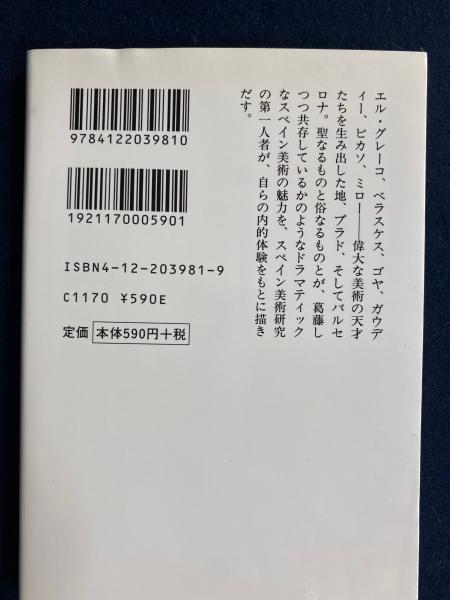 エル・グレーコ、ベラスケス、ゴヤ、ガウデ
ィー、ピカソ、ミロー――偉大な美術の天才
たちを生み出した地、プラド、そしてバルセ
ロナ。聖なるものと俗なるものとが、葛藤し
つつ共存しているかのようなドラマティック
なスペイン美術の魅力を、スペイン美術研究
の第一人者が、自らの内的体験をもとに描き
だす。
9784122039810
1921170005901
ISBN4-12-203981-9
C1170 ¥590E
定価 本体590円+税